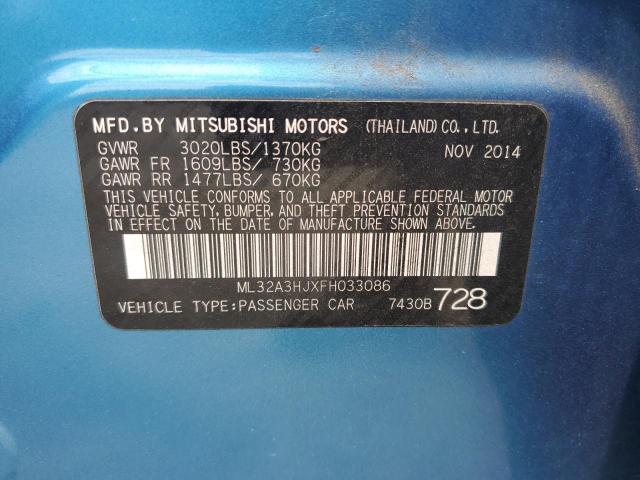 MFD.BY MITSUBISHI MOTORS (THAILAND)CO.,LTD.
GVWR 3020LBS/1370KG NOV 2014
GAWR FR 1609LBS/ 730KG
GAWR RR 1477LBS/ 670KG
THIS VEHICLE CONFORMS TO ALL APPLICABLE FEDERAL MOTOR
VEHICLE SAFETY, BUMPER, AND THEFT PREVENTION STANDARDS
IN EFFECT ON THE DATE OF MANUFACTURE SHOWN ABOVE.
ML32A3HJXFH033086
VEHICLE TYPE:PASSENGER CAR 7430B 728